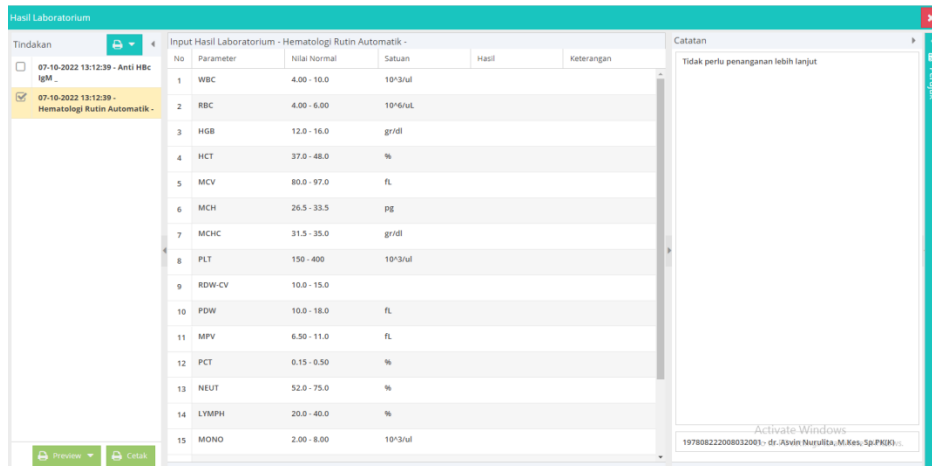 Hasil Laboratorium
Tindakan
07-10-2022 13:12:39 - Anti HBc
IgM _
07-10-2022 13:12:39 -
Hematologi Rutin Automatik -
Preview
Cetak
Input Hasil Laboratorium - Hematologi Rutin Automatik -
No Parameter Nilai Normal Satuan Hasil Keterangan
1 WBC 4.00 - 10.0 10^3/ul
2 RBC 4.00 - 6.00 10^6/uL
3 HGB 12.0 - 16.0 gr/dl
4 HCT 37.0 - 48.0 %
5 MCV 80.0 - 97.0 fL
6 MCH 26.5 - 33.5 pg
7 MCHC 31.5 - 35.0 gr/dl
8 PLT 150 - 400 10^3/ul
9 RDW-CV 10.0 - 15.0
10 PDW 10.0 - 18.0 fL
11 MPV 6.50 - 11.0 fL
12 PCT 0.15 - 0.50 %
13 NEUT 52.0 - 75.0 %
14 LYMPH 20.0 - 40.0 %
15 MONO 2.00 - 8.00 10^3/ul
Catatan
Tidak perlu penanganan lebih lanjut
Activate Windows
197808222008032001 - dr. Asvin Nurulita, M.Kes, Sp.PK(K)